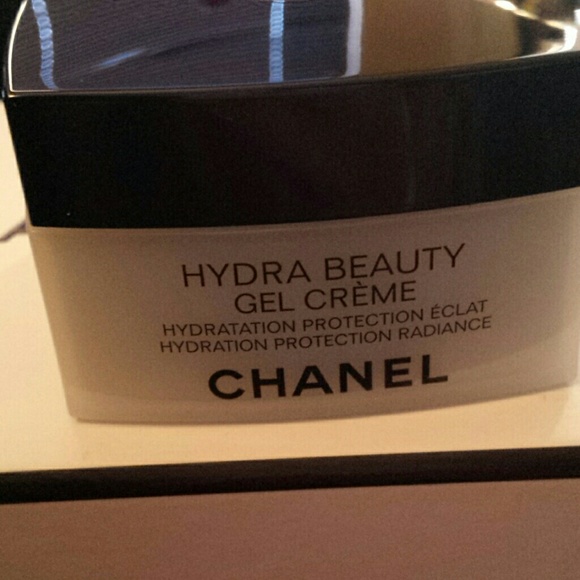 HYDRA BEAUTY
GEL CRÈME
HYDRATATION PROTECTION ÉCLAT
HYDRATION PROTECTION RADIANCE
CHANEL